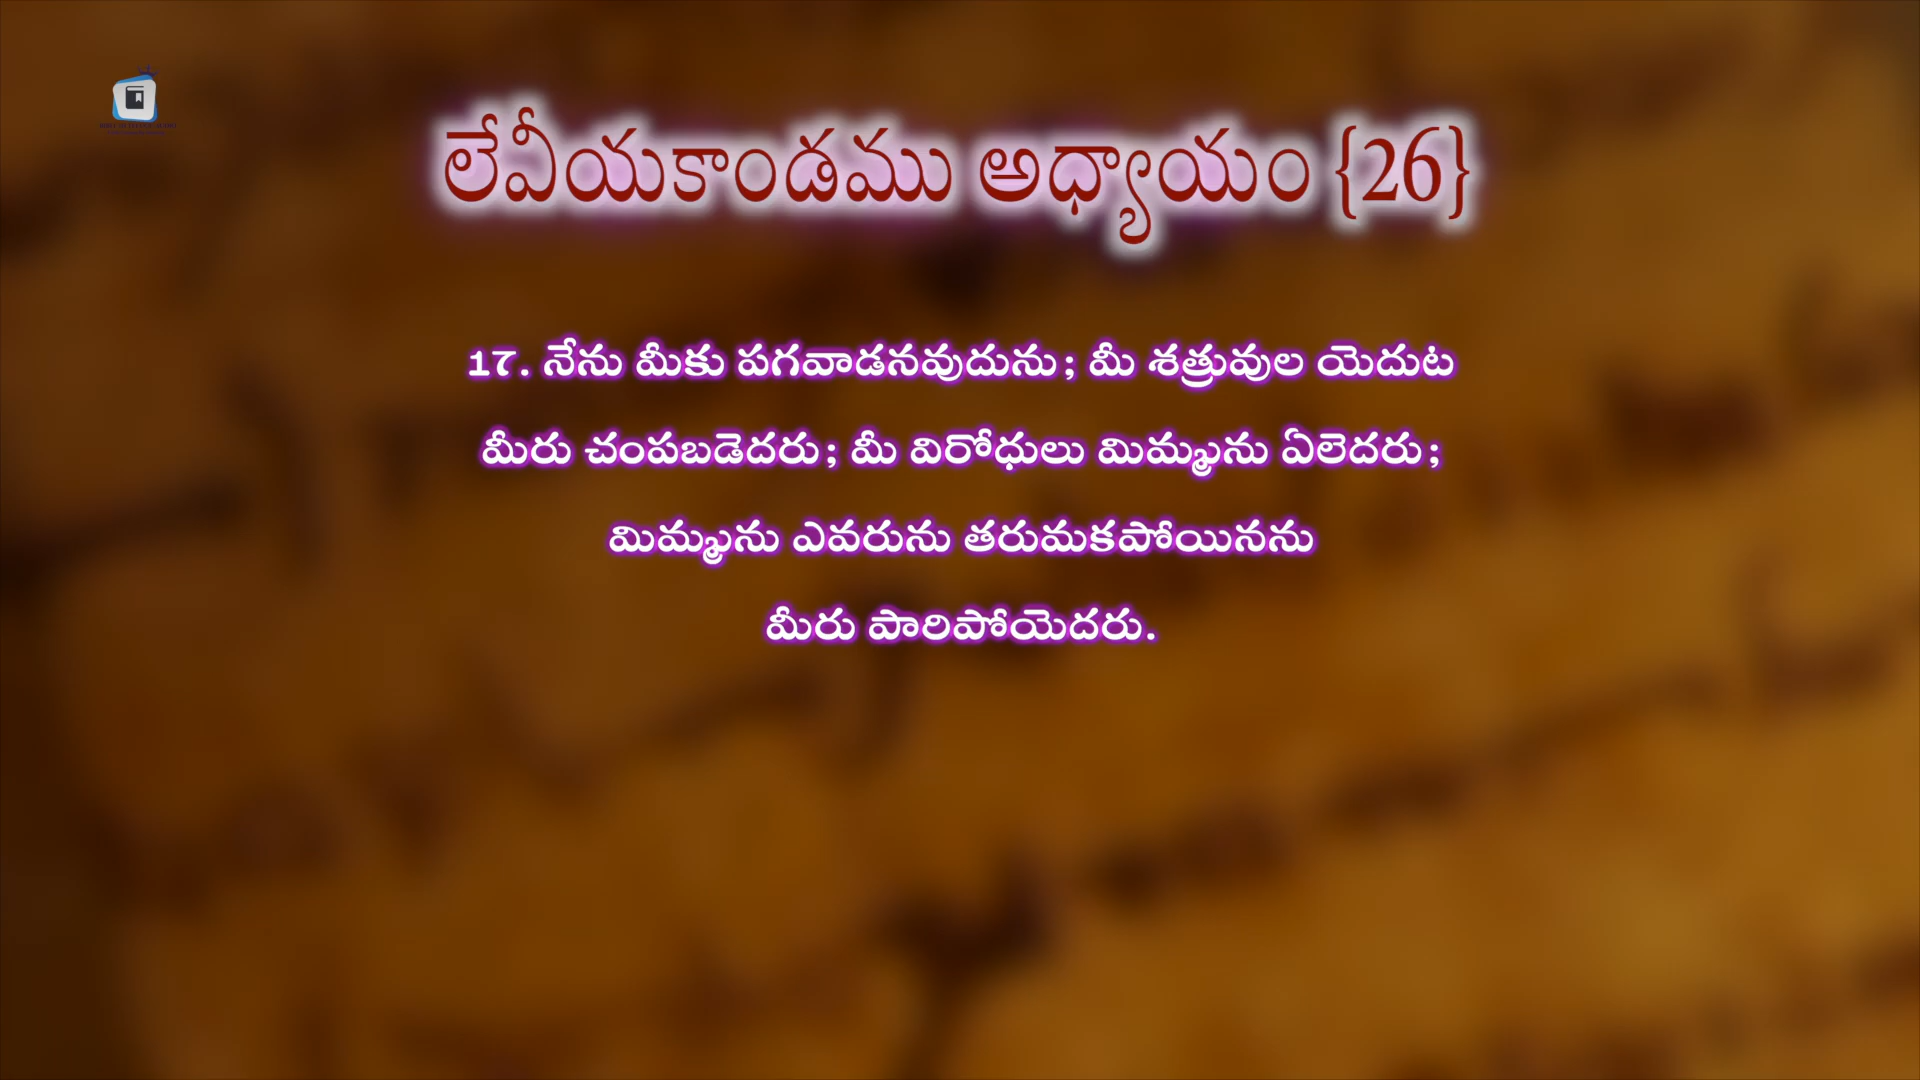 లేవీయకాండము అధ్యాయం {26}
17. నేను మీకు పగవాడనవుదును; మీ శత్రువుల యెదుట
మీరు చంపబడెదరు; మీ విరోధులు మిమ్మును ఏలెదరు;
మిమ్మును ఎవరును తరుమకపోయినను
మీరు పారిపోయెదరు.